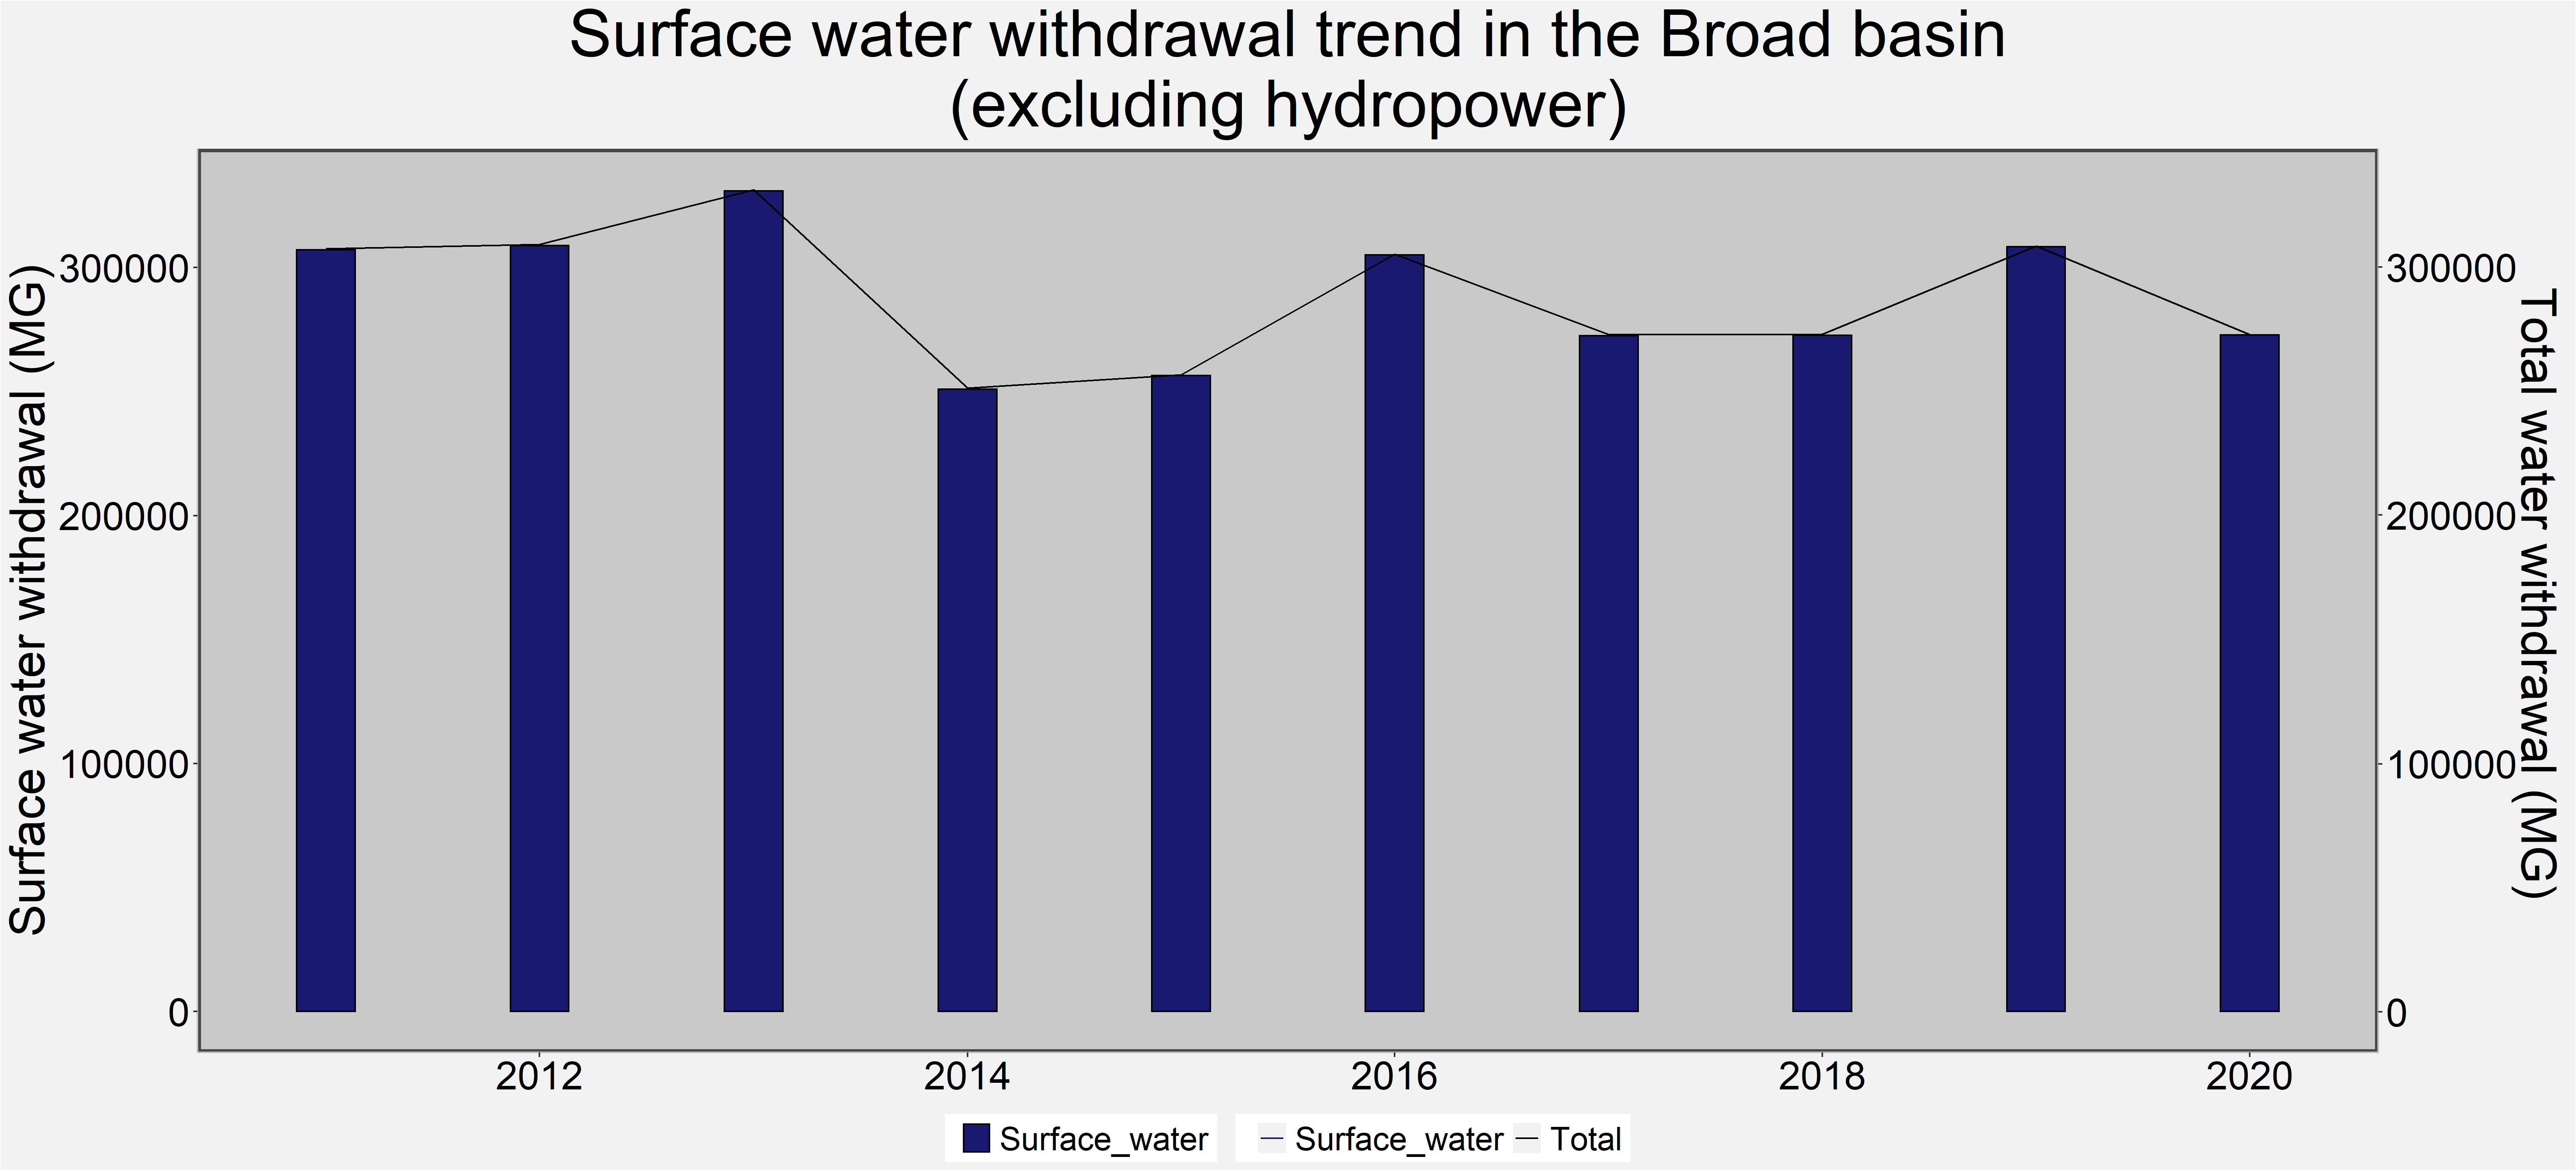 Surface water withdrawal trend in the Broad basin
(excluding hydropower)
Surface water withdrawal (MG)
300000
200000
100000
0
300000
200000
100000
0
Total water withdrawal (MG)
2012 2014 2016 2018 2020
Surface_water Surface_water Total